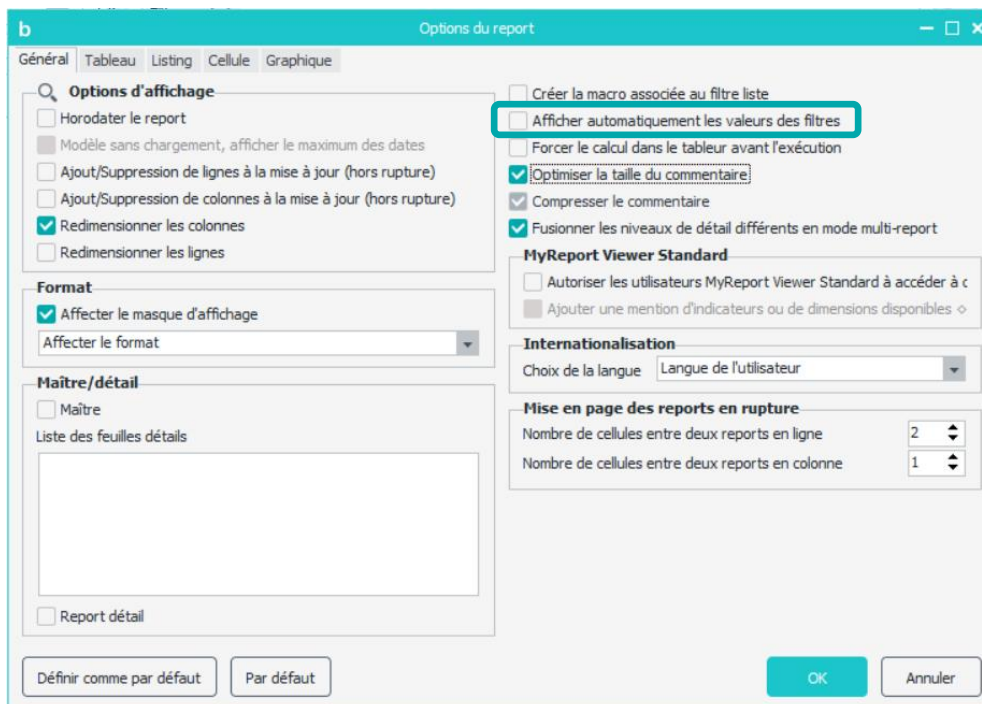 b
Options du report
Général Tableau Listing Cellule Graphique
Options d'affichage
Horodater le report
Modèle sans chargement, afficher le maximum des dates
Ajout/Suppression de lignes à la mise à jour (hors rupture)
Ajout/Suppression de colonnes à la mise à jour (hors rupture)
Redimensionner les colonnes
Redimensionner les lignes
Format
Affecter le masque d'affichage
Affecter le format
Maître/détail
Maître
Liste des feuilles détails
Report détail
Créer la macro associée au filtre liste
Afficher automatiquement les valeurs des filtres
Forcer le calcul dans le tableur avant l'exécution
Optimiser la taille du commentaire
Compresser le commentaire
Fusionner les niveaux de détail différents en mode multi-report
MyReport Viewer Standard
Autoriser les utilisateurs MyReport Viewer Standard à accéder à c
Ajouter une mention d'indicateurs ou de dimensions disponibles
Internationalisation
Choix de la langue Langue de l'utilisateur
Mise en page des reports en rupture
Nombre de cellules entre deux reports en ligne 2
Nombre de cellules entre deux reports en colonne 1
Définir comme par défaut Par défaut OK Annuler